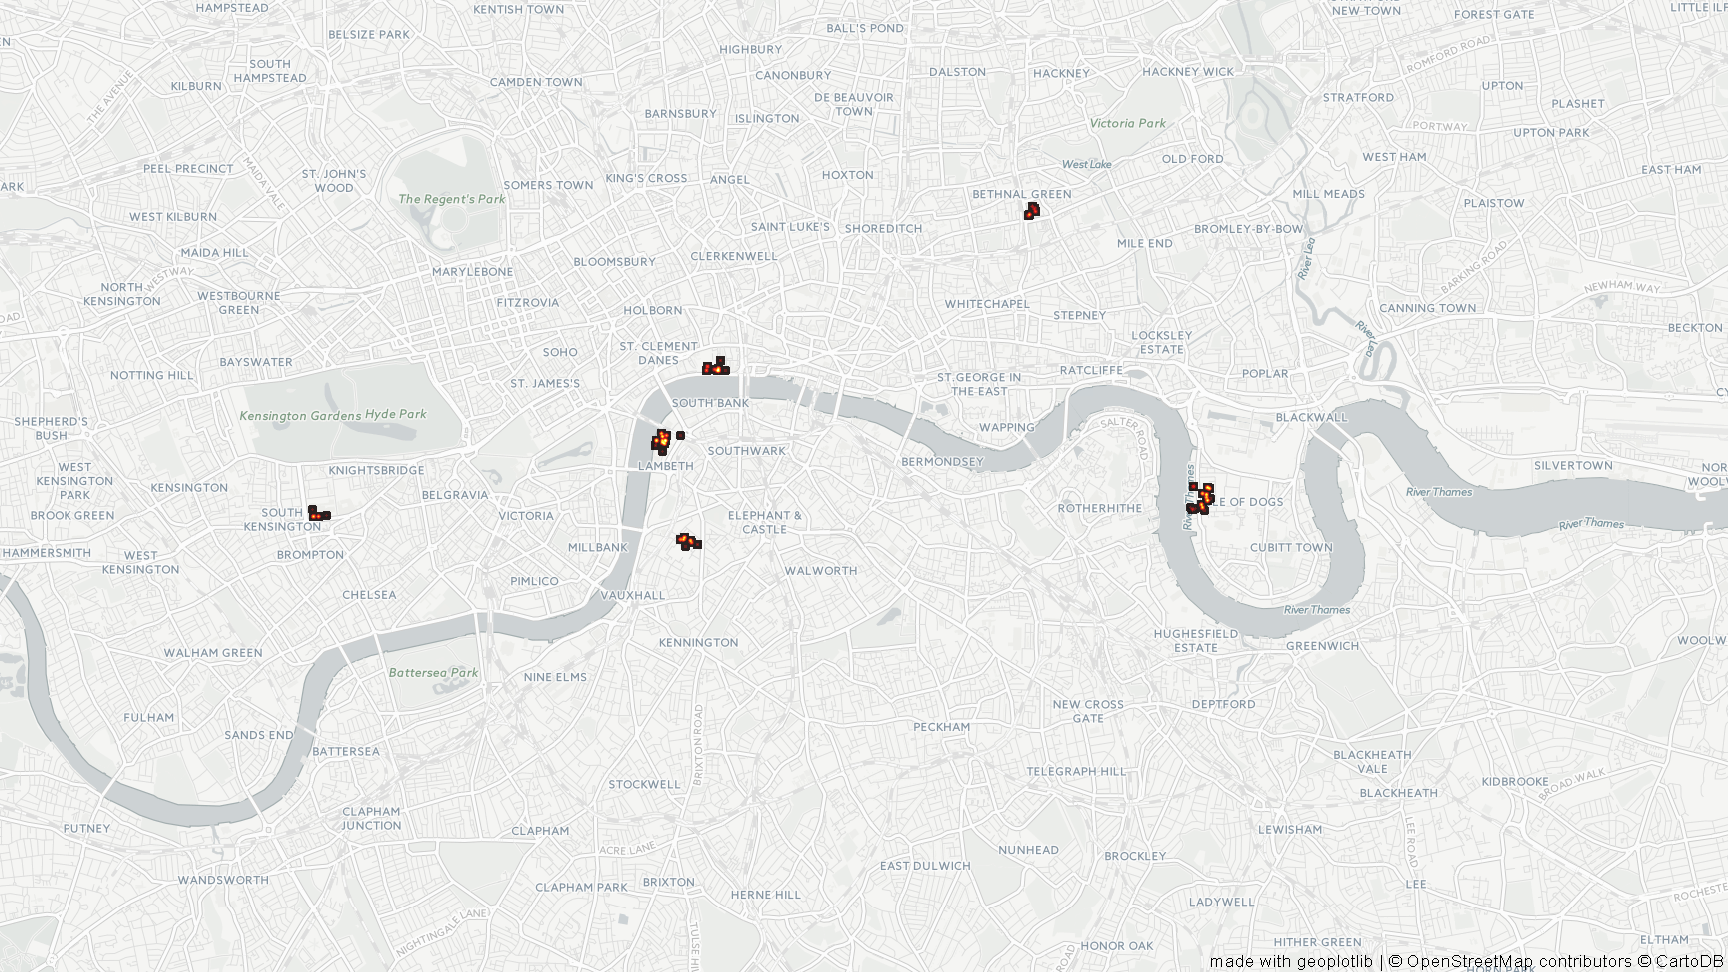 HAMPSTEAD
KENTISH TOWN
NEW TOWN
FOREST GATE
LITTLE ILF
BELSIZE PARK
BALL'S POND
HIGHBURY
ROMFORD ROAD
SOUTH
HAMPSTEAD
CANONBURY
DALSTON
HACKNEY
HACKNEY WICK
KILBURN
CAMDEN TOWN
UPTON
THE AVENUE
DE BEAUVOIR
TOWN
STRATFORD
PLASHET
BARNSBURY
ISLINGTON
Victoria Park
PORTWAY
UPTON PARK
PEEL PRECINCT
MAIDA VALE
ST. JOHN'S
WOOD
West Lake
OLD FORD
WEST HAM
EAST HAM
ARK
SOMERS TOWN
KING'S CROSS
ANGEL
HOXTON
BETHNAL GREEN
MILL MEADS
The Regent's Park
PLAISTOW
WEST KILBURN
SAINT LUKE'S
SHOREDITCH
BROMLEY-BY-BOW
MAIDA HILL
CLERKENWELL
MILE END
River Lea
BARKING ROAD
WESTWAY
MARYLEBONE
BLOOMSBURY
NORTH
KENSINGTON
WESTBOURNE
GREEN
FITZROVIA
HOLBORN
WHITECHAPEL
STEPNEY
CANNING TOWN
NEWHAM WAY
ROAD
BECKTON
SOHO
ST. CLEMENT
DANES
LOCKSLEY
ESTATE
River Lea
BAYSWATER
NOTTING HILL
ST. JAMES'S
ST.GEORGE IN
THE EAST
RATCLIFFE
POPLAR
SOUTH BANK
Kensington Gardens
Hyde Park
SHEPHERD'S
BUSH
WAPPING
SALTER ROAD
BLACKWALL
KNIGHTSBRIDGE
LAMBETH
SOUTHWARK
BERMONDSEY
SILVERTOWN
WEST
KENSINGTON
PARK
KENSINGTON
BELGRAVIA
River Thames
NOR
WOOLW
BROOK GREEN
SOUTH
KENSINGTON
VICTORIA
ELEPHANT &
CASTLE
ROTHERHITHE
River Thames
LE OF DOGS
River Thames
HAMMERSMITH
WEST
KENSINGTON
BROMPTON
MILLBANK
CUBITT TOWN
PIMLICO
WALWORTH
CHELSEA
VAUXHALL
River Thames
WALHAM GREEN
KENNINGTON
HUGHESFIELD
ESTATE
GREENWICH
WOOLW
Battersea Park
NINE ELMS
FULHAM
NEW CROSS
GATE
DEPTFORD
SANDS END
PECKHAM
BATTERSEA
BRIXTON ROAD
BLACKHEATH
VALE
STOCKWELL
TELEGRAPH HILL
KIDBROOKE
BROAD WALK
BLACKHEATH
CLAPHAM
JUNCTION
FUTNEY
CLAPHAM
ACRE LANE
NUNHEAD
BROCKLEY
LEWISHAM
LEE ROAD
EAST DULWICH
WANDSWORTH
CLAPHAM PARK
BRIXTON
HERNE HILL
LEE
ROCHESTER
LADYWELL
NIGHTINGALE LANE
TULSE HI
ROAD
HONOR OAK
HITHER GREEN
ELTHAM
made with geoplotlib | © OpenStreetMap contributors © CartoDB